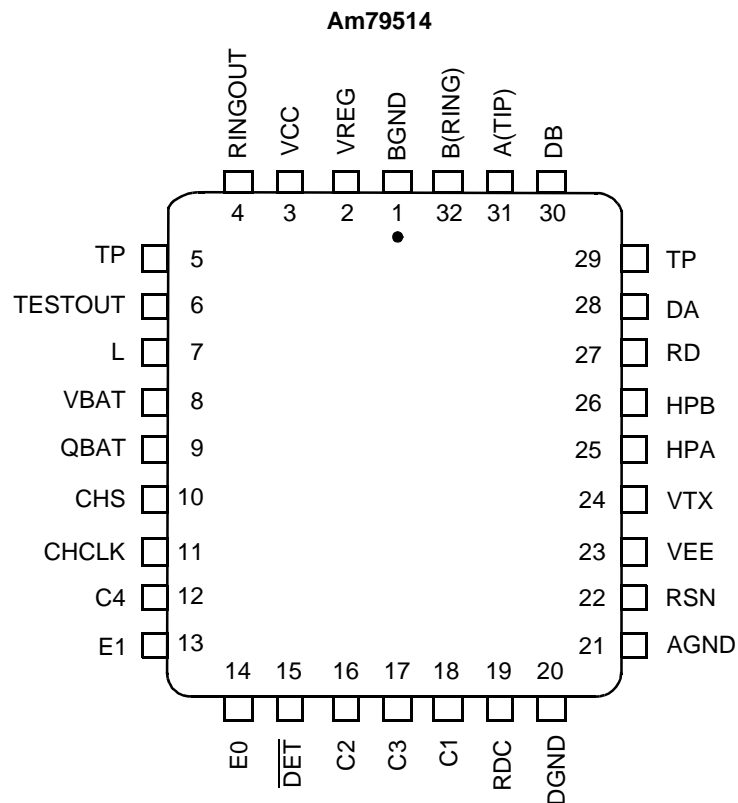 Am79514
RINGOUT VCC VREG BGND B(RING) A(TIP) DB
4 3 2 1 32 31 30
TP 5 29 TP
TESTOUT 6 28 DA
L 7 27 RD
VBAT 8 26 HPB
QBAT 9 25 HPA
CHS 10 24 VTX
CHCLK 11 23 VEE
C4 12 22 RSN
E1 13 21 AGND
14 15 16 17 18 19 20
E0 DET C2 C3 C1 RDC DGND